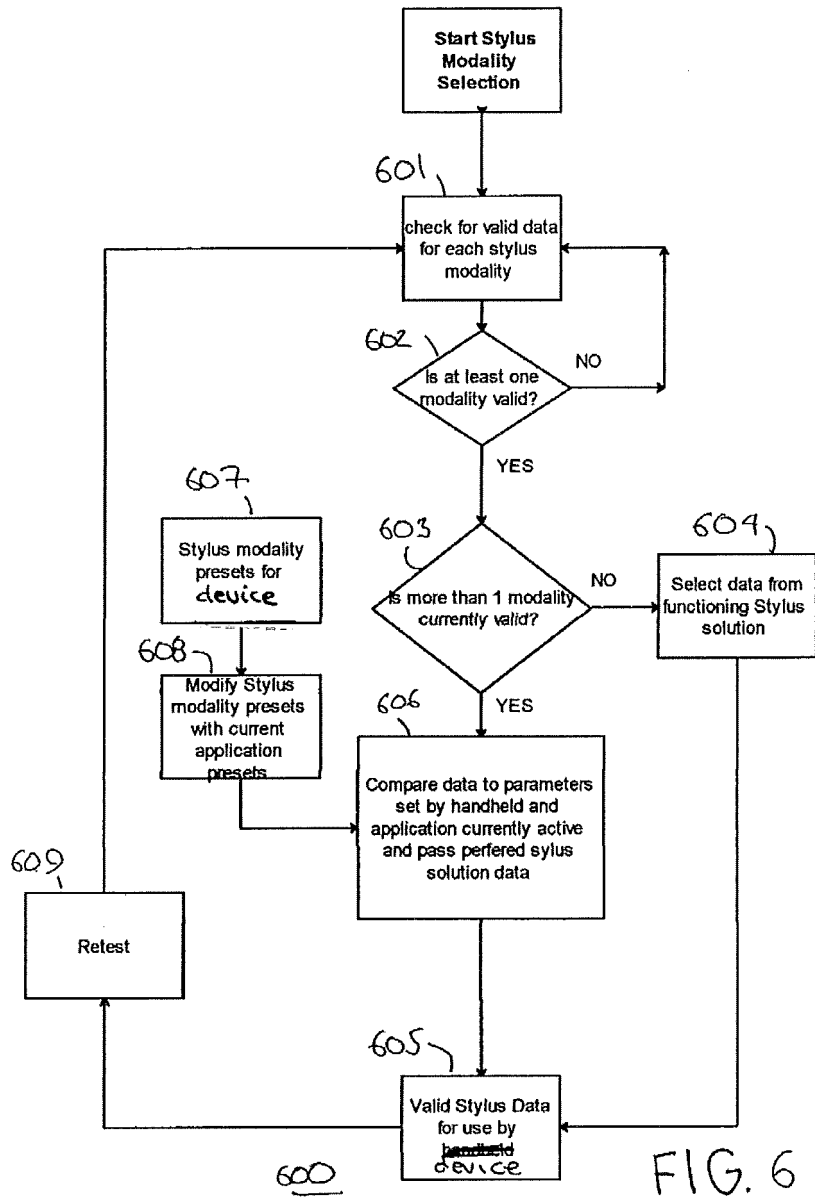 Start Stylus
Modality
Selection
601
check for valid data
for each stylus
modality
602
Is at least one
modality valid?
NO
YES
607
Stylus modality
presets for
device
603
Is more than 1 modality
currently valid?
NO
604
Select data from
functioning Stylus
solution
608
Modify Stylus
modality presets
with current
application
presets
YES
606
Compare data to parameters
set by handheld and
application currently active
and pass perfered sylus
solution data
609
Retest
605
Valid Stylus Data
for use by
handheld
device
600
FIG. 6